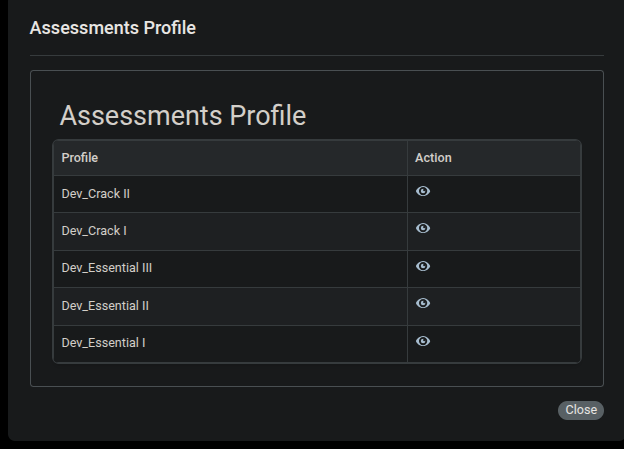 Assessments Profile
Assessments Profile
Profile Action
Dev_Crack II
Dev_Crack I
Dev_Essential III
Dev_Essential II
Dev_Essential I
Close